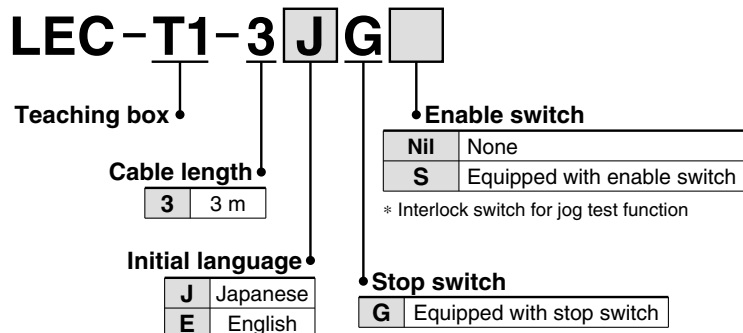 LEC-T1-3JG
Teaching box
Enable switch
Nil None
S Equipped with enable switch
* Interlock switch for jog test function
Cable length
3 3 m
Initial language
J Japanese
E English
Stop switch
G Equipped with stop switch